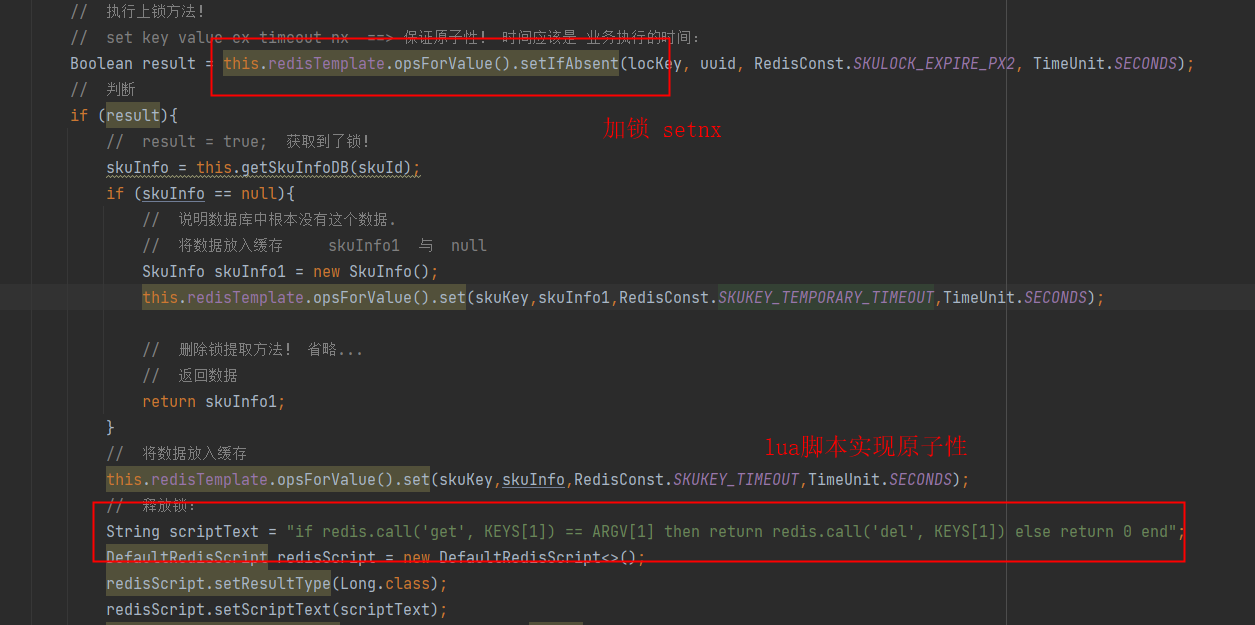 //  执行上锁方法!
//  set key value ex timeout nx  ==> 保证原子性!  时间应该是 业务执行的时间:
Boolean result = this.redisTemplate.opsForValue().setIfAbsent(locKey, uuid, RedisConst.SKULOCK_EXPIRE_PX2, TimeUnit.SECONDS);
//  判断
if (result){
加锁 setnx
//  result = true;  获取到了锁!
skuInfo = this.getSkuInfoDB(skuId);
if (skuInfo == null){
//  说明数据库中根本没有这个数据.
//  将数据放入缓存     skuInfo1  与  null
SkuInfo skuInfo1 = new SkuInfo();
this.redisTemplate.opsForValue().set(skuKey,skuInfo1,RedisConst.SKUKEY_TEMPORARY_TIMEOUT,TimeUnit.SECONDS);
//  删除锁提取方法!  省略...
//  返回数据
return skuInfo1;
}
lua脚本实现原子性
//  将数据放入缓存
this.redisTemplate.opsForValue().set(skuKey,skuInfo,RedisConst.SKUKEY_TIMEOUT,TimeUnit.SECONDS);
//  释放锁:
String scriptText = "if redis.call('get', KEYS[1]) == ARGV[1] then return redis.call('del', KEYS[1]) else return 0 end";
DefaultRedisScript redisScript = new DefaultRedisScript<>();
redisScript.setResultType(Long.class);
redisScript.setScriptText(scriptText);